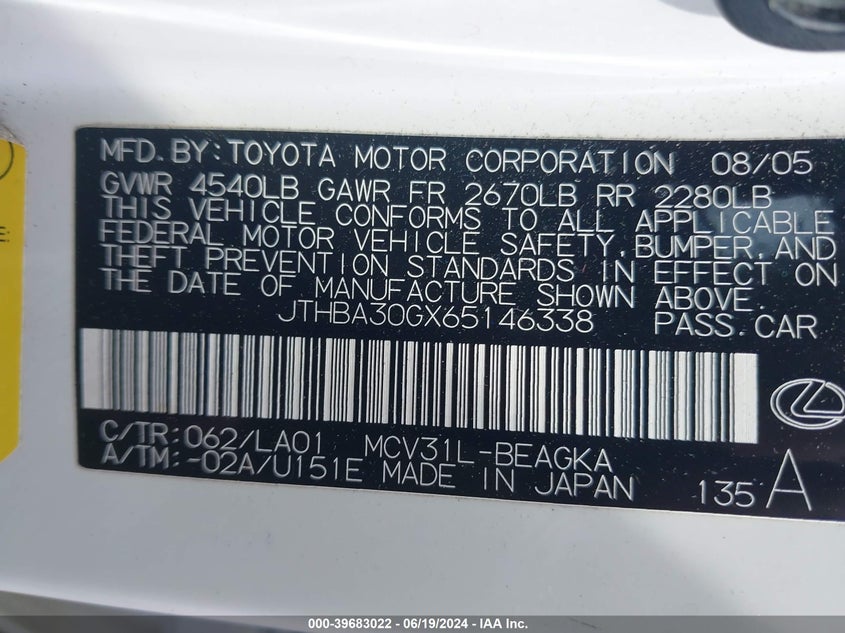 MFD. BY: TOYOTA MOTOR CORPORATION 08/05
GVWR 4540LB GAWR FR 2670LB RR 2280LB
THIS VEHICLE CONFORMS TO ALL APPLICABLE
FEDERAL MOTOR VEHICLE SAFETY, BUMPER, AND
THEFT PREVENTION STANDARDS IN EFFECT ON
THE DATE OF MANUFACTURE SHOWN ABOVE.
JTHBA30GX65146338 PASS. CAR
C/TR: 062/LA01 MCV31L-BEAGKA
A/TM: -02A/U151E MADE IN JAPAN 135 A
000-39683022 - 06/19/2024 - IAA Inc.